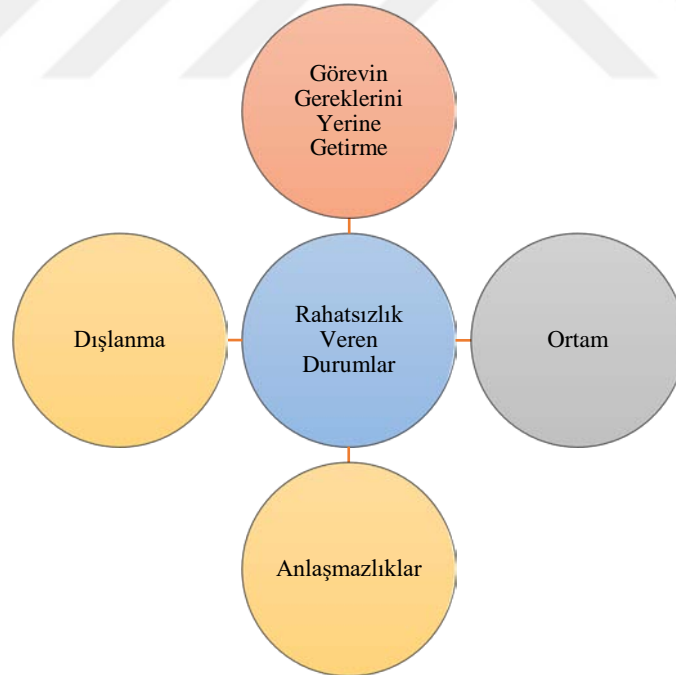 Görevin
Gereklerini
Yerine
Getirme
Dışlanma
Rahatsızlık
Veren
Durumlar
Ortam
Anlaşmazlıklar